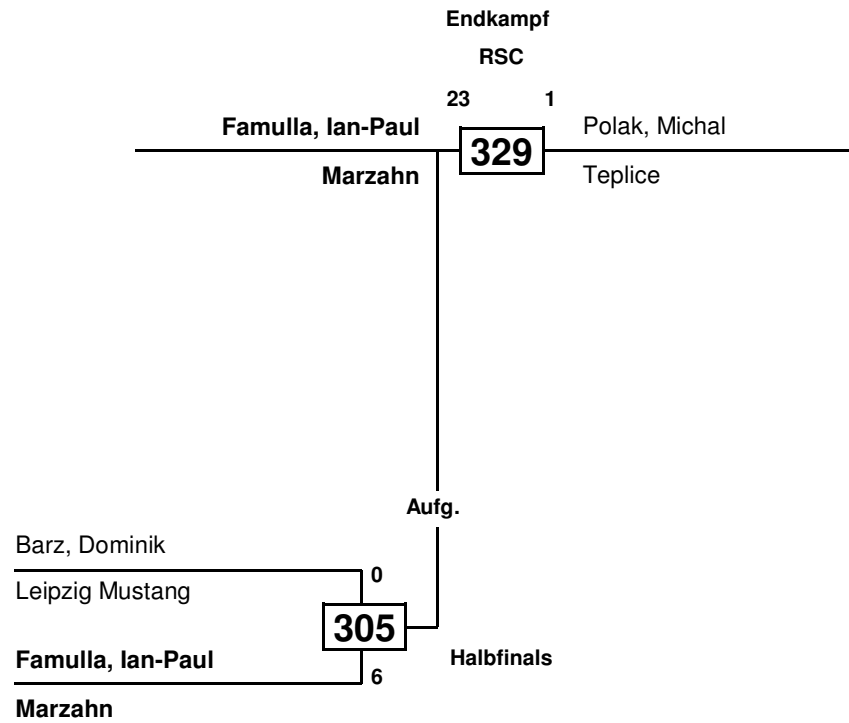 Endkampf
RSC
23 1
Famulla, Ian-Paul
Marzahn
329
Polak, Michal
Teplice
Aufg.
Barz, Dominik
Leipzig Mustang
0
305
Famulla, Ian-Paul
Marzahn
6
Halbfinals